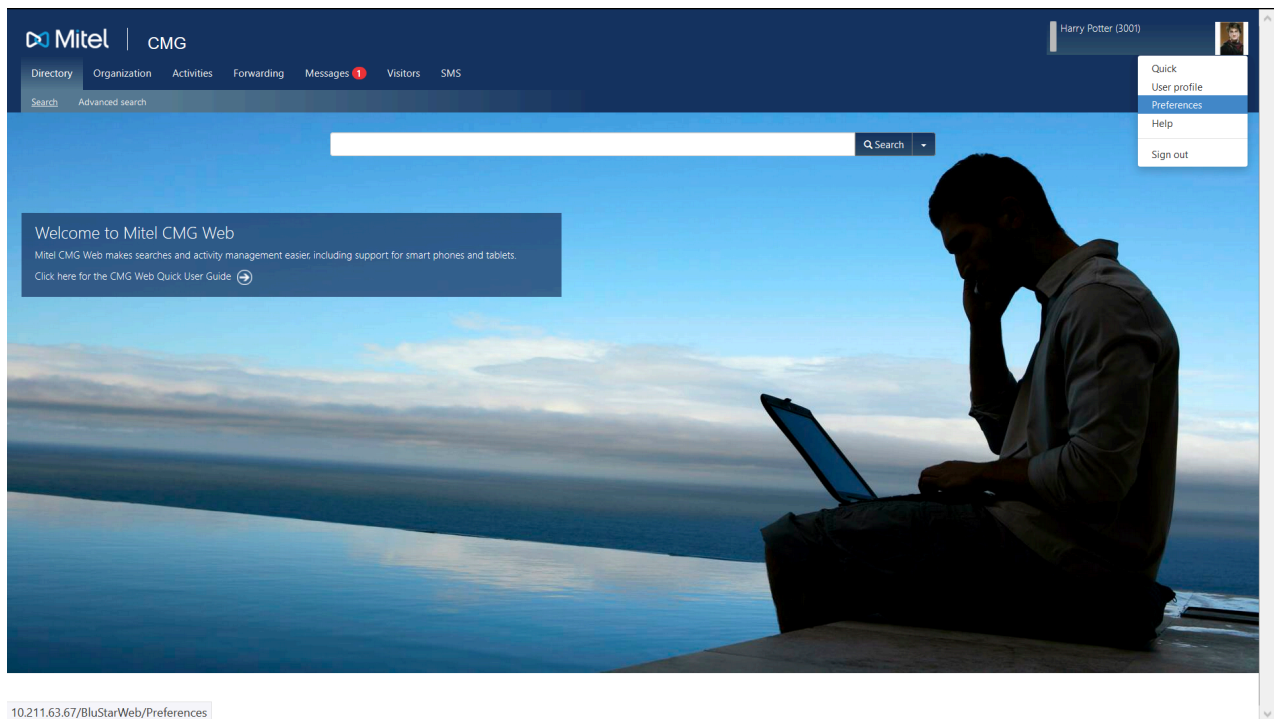 Mitel | CMG
Harry Potter (3001)
Directory Organization Activities Forwarding Messages 1 Visitors SMS
Search Advanced search
Quick
User profile
Preferences
Help
Sign out
Search
Welcome to Mitel CMG Web
Mitel CMG Web makes searches and activity management easier, including support for smart phones and tablets.
Click here for the CMG Web Quick User Guide
10.211.63.67/BluStarWeb/Preferences